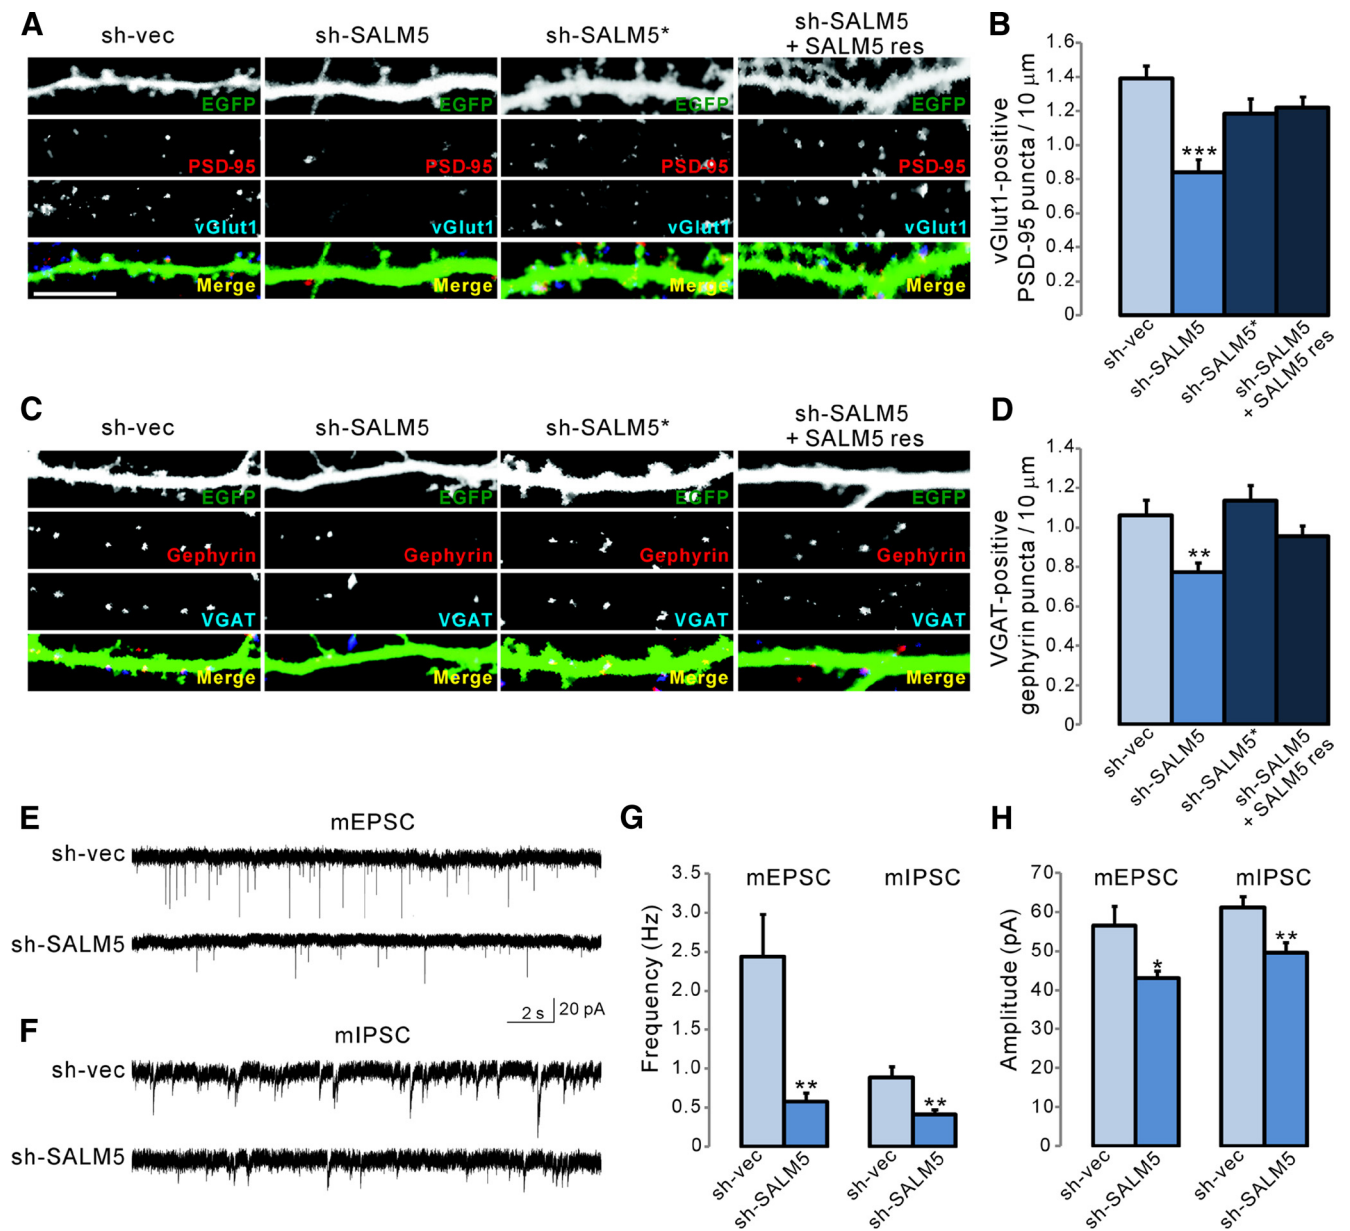 A
sh-vec
sh-SALM5
sh-SALM5*
sh-SALM5
+ SALM5 res
EGFP
EGFP
EGFP
EGFP
PSD-95
PSD-95
PSD-95
PSD-95
vGlut1
vGlut1
vGlut1
vGlut1
Merge
Merge
Merge
Merge
B
vGlut1-positive
PSD-95 puncta / 10 μm
1.6
1.4
1.2
1.0
0.8
0.6
0.4
0.2
0
***
sh-vec
sh-SALM5
sh-SALM5*
sh-SALM5
+ SALM5 res
C
sh-vec
sh-SALM5
sh-SALM5*
sh-SALM5
+ SALM5 res
EGFP
EGFP
EGFP
EGFP
Gephyrin
Gephyrin
Gephyrin
Gephyrin
VGAT
VGAT
VGAT
VGAT
Merge
Merge
Merge
Merge
D
VGAT-positive
gephyrin puncta / 10 μm
1.4
1.2
1.0
0.8
0.6
0.4
0.2
0
**
sh-vec
sh-SALM5
sh-SALM5*
sh-SALM5
+ SALM5 res
E
mEPSC
sh-vec
sh-SALM5
2 s
20 pA
F
mIPSC
sh-vec
sh-SALM5
G
Frequency (Hz)
3.5
3.0
2.5
2.0
1.5
1.0
0.5
0
mEPSC
mIPSC
**
**
sh-vec
sh-SALM5
sh-vec
sh-SALM5
H
Amplitude (pA)
70
60
50
40
30
20
10
0
mEPSC
mIPSC
*
**
sh-vec
sh-SALM5
sh-vec
sh-SALM5